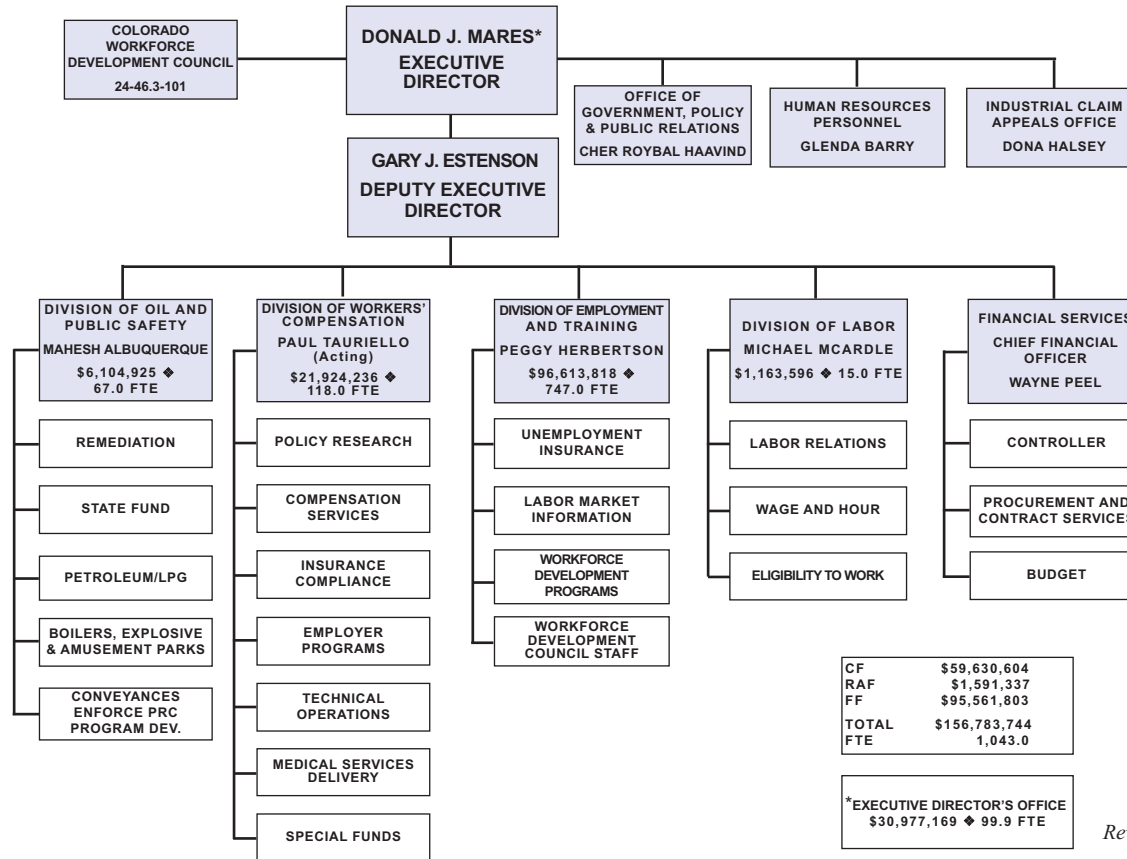 COLORADO
WORKFORCE
DEVELOPMENT COUNCIL
24-46.3-101
DONALD J. MARES*
EXECUTIVE
DIRECTOR
OFFICE OF
GOVERNMENT, POLICY
& PUBLIC RELATIONS
CHER ROYBAL HAAVIND
HUMAN RESOURCES
PERSONNEL
GLENDA BARRY
INDUSTRIAL CLAIM
APPEALS OFFICE
DONA HALSEY
GARY J. ESTENSON
DEPUTY EXECUTIVE
DIRECTOR
DIVISION OF OIL AND
PUBLIC SAFETY
MAHESH ALBUQUERQUE
$6,104,925 ❖
67.0 FTE
REMEDIATION
STATE FUND
PETROLEUM/LPG
BOILERS, EXPLOSIVE
& AMUSEMENT PARKS
CONVEYANCES
ENFORCE PRC
PROGRAM DEV.
DIVISION OF WORKERS'
COMPENSATION
PAUL TAURIELLO
(Acting)
$21,924,236 ❖
118.0 FTE
POLICY RESEARCH
COMPENSATION
SERVICES
INSURANCE
COMPLIANCE
EMPLOYER
PROGRAMS
TECHNICAL
OPERATIONS
MEDICAL SERVICES
DELIVERY
SPECIAL FUNDS
DIVISION OF EMPLOYMENT
AND TRAINING
PEGGY HERBERTSON
$96,613,818 ❖
747.0 FTE
UNEMPLOYMENT
INSURANCE
LABOR MARKET
INFORMATION
WORKFORCE
DEVELOPMENT
PROGRAMS
WORKFORCE
DEVELOPMENT
COUNCIL STAFF
DIVISION OF LABOR
MICHAEL MCARDLE
$1,163,596 ❖ 15.0 FTE
LABOR RELATIONS
WAGE AND HOUR
ELIGIBILITY TO WORK
FINANCIAL SERVICES
CHIEF FINANCIAL
OFFICER
WAYNE PEEL
CONTROLLER
PROCUREMENT AND
CONTRACT SERVICES
BUDGET
CF $59,630,604
RAF $1,591,337
FF $95,561,803
TOTAL $156,783,744
FTE 1,043.0
*EXECUTIVE DIRECTOR'S OFFICE
$30,977,169 ❖ 99.9 FTE